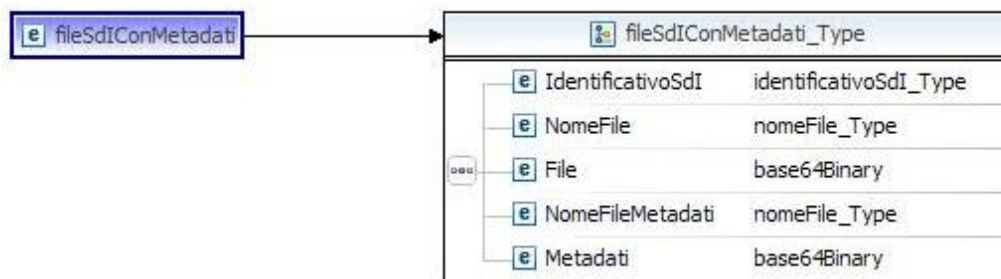 e fileSdIConMetadati
fileSdIConMetadati_Type
e IdentificativoSdI identificativoSdI_Type
e NomeFile nomeFile_Type
e File base64Binary
e NomeFileMetadati nomeFile_Type
e Metadati base64Binary